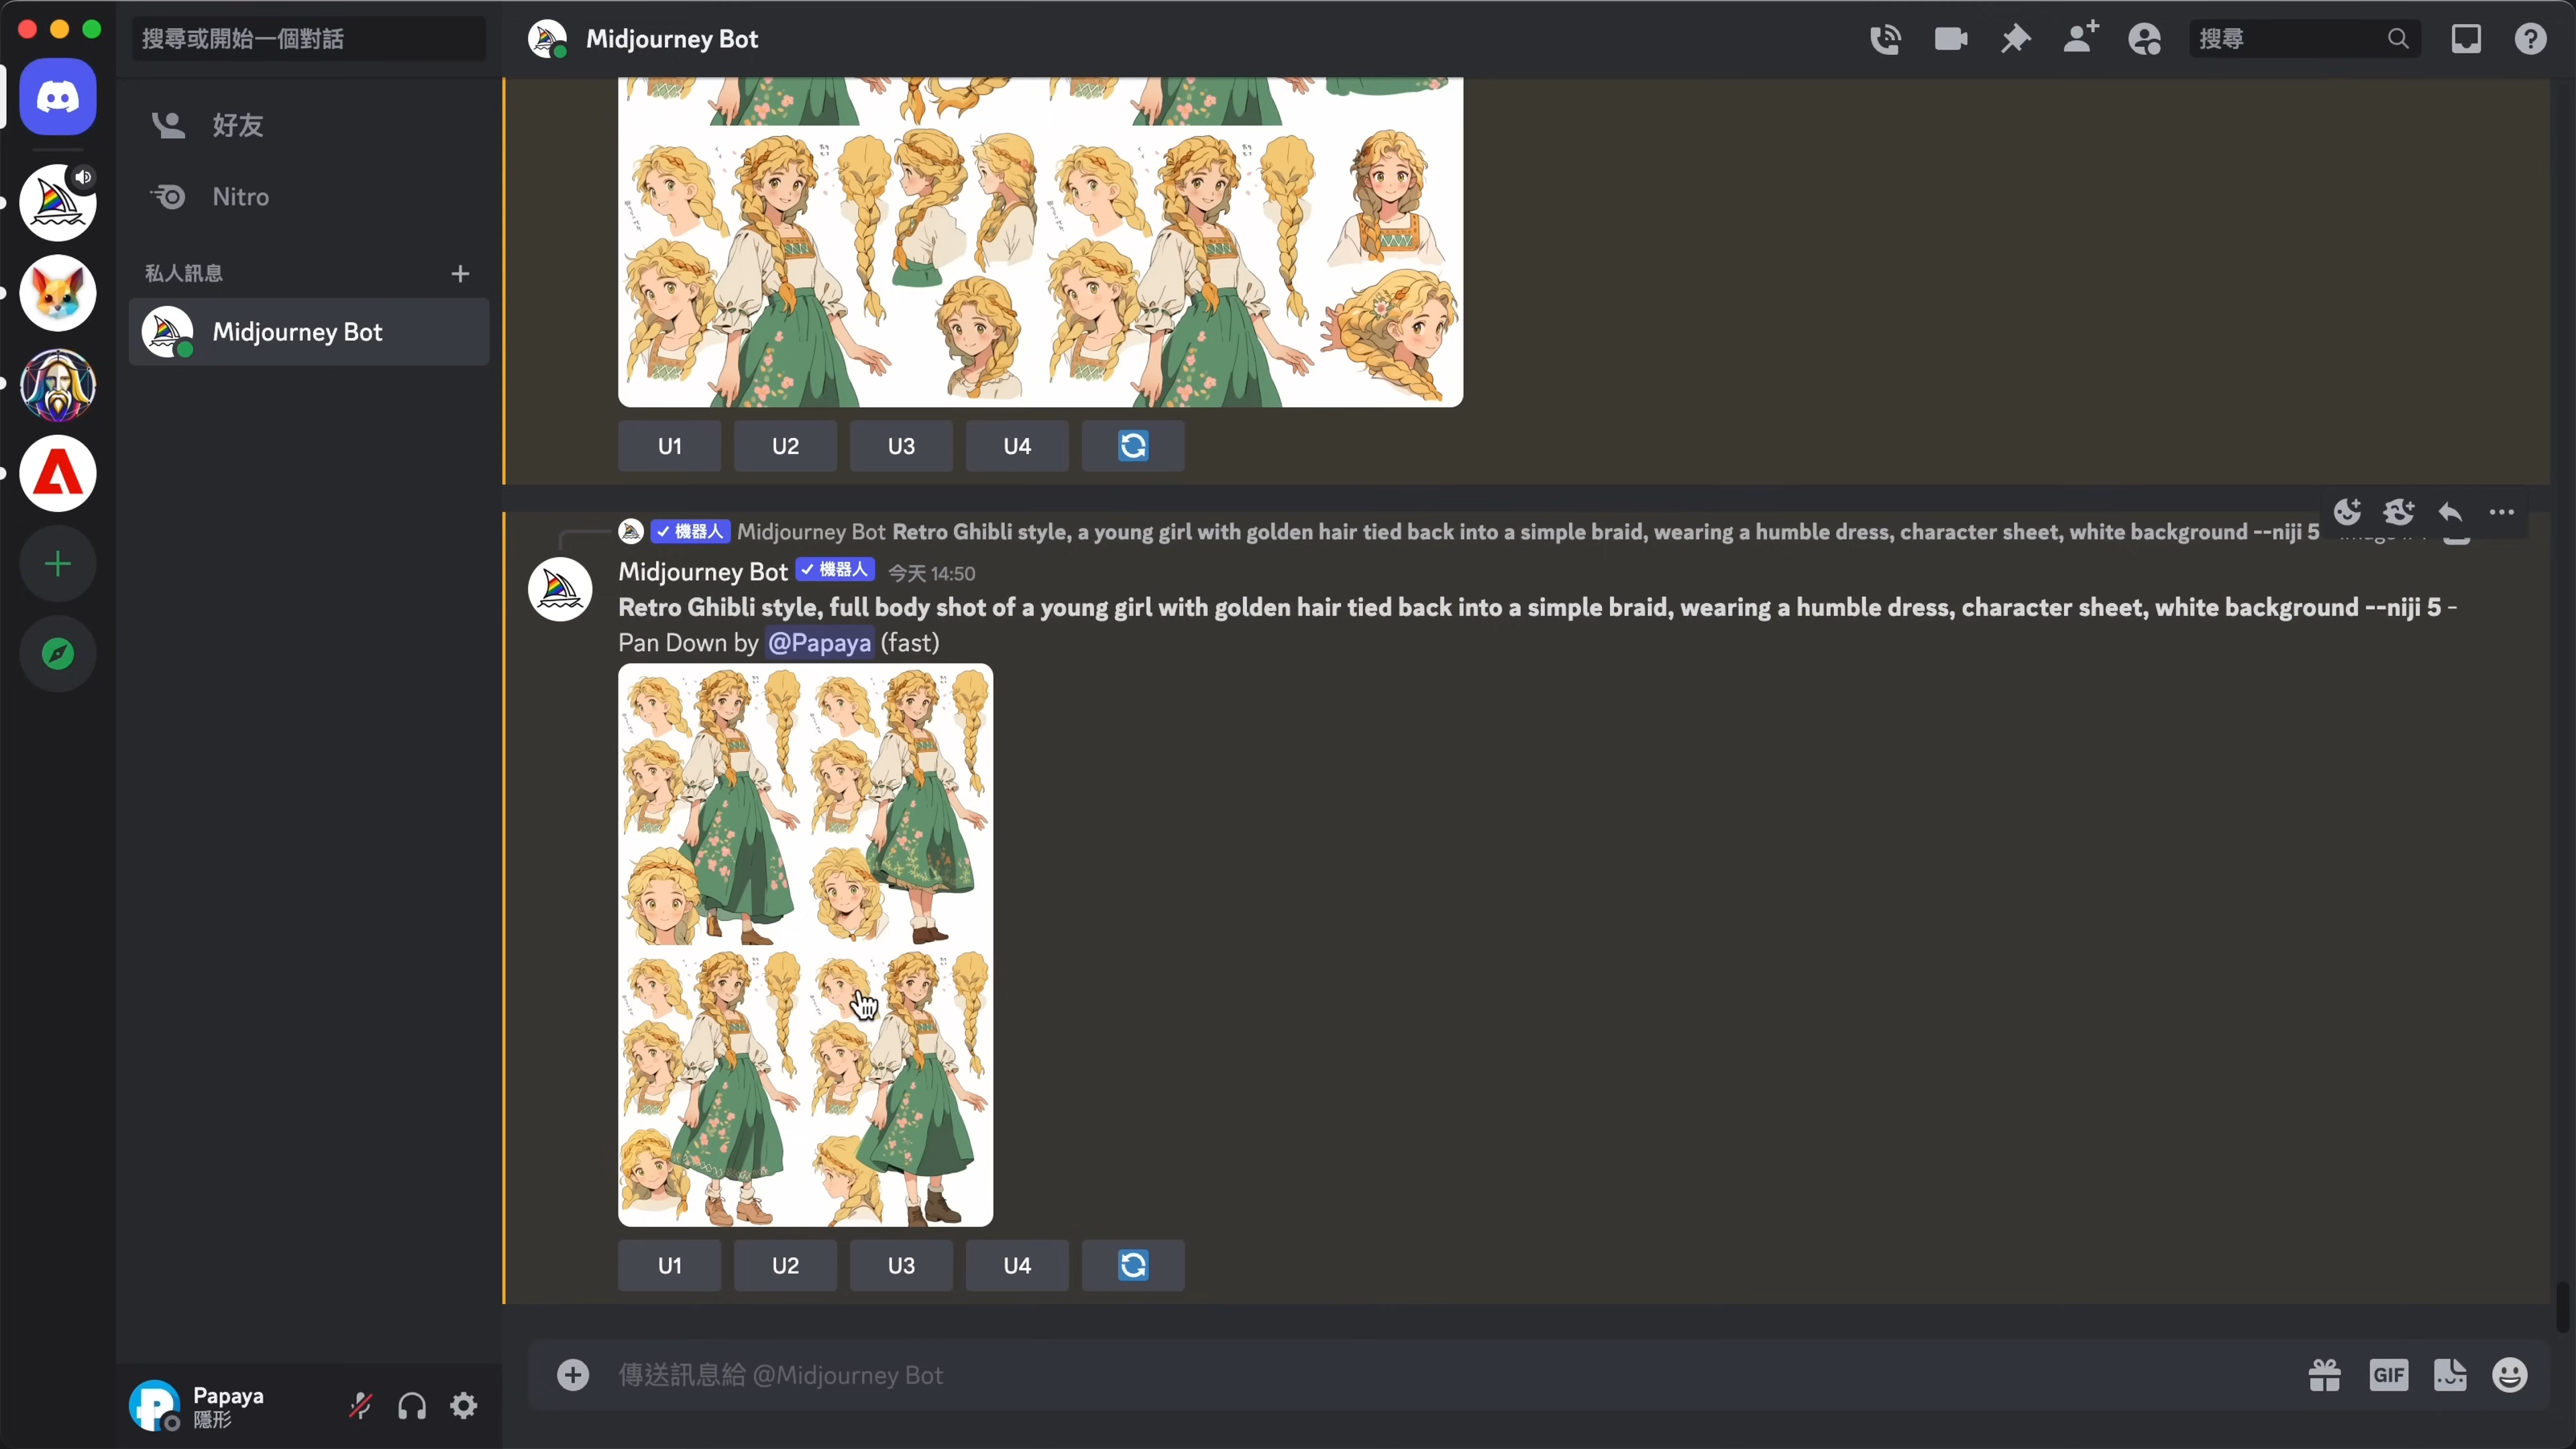 搜尋或開始一個對話
Midjourney Bot
搜尋
好友
Nitro
私人訊息
Midjourney Bot
U1 U2 U3 U4
機器人 Midjourney Bot Retro Ghibli style, a young girl with golden hair tied back into a simple braid, wearing a humble dress, character sheet, white background --niji 5
Midjourney Bot 機器人 今天 14:50
Retro Ghibli style, full body shot of a young girl with golden hair tied back into a simple braid, wearing a humble dress, character sheet, white background --niji 5 -
Pan Down by @Papaya (fast)
U1 U2 U3 U4
傳送訊息給 @Midjourney Bot
GIF
Papaya
隱形